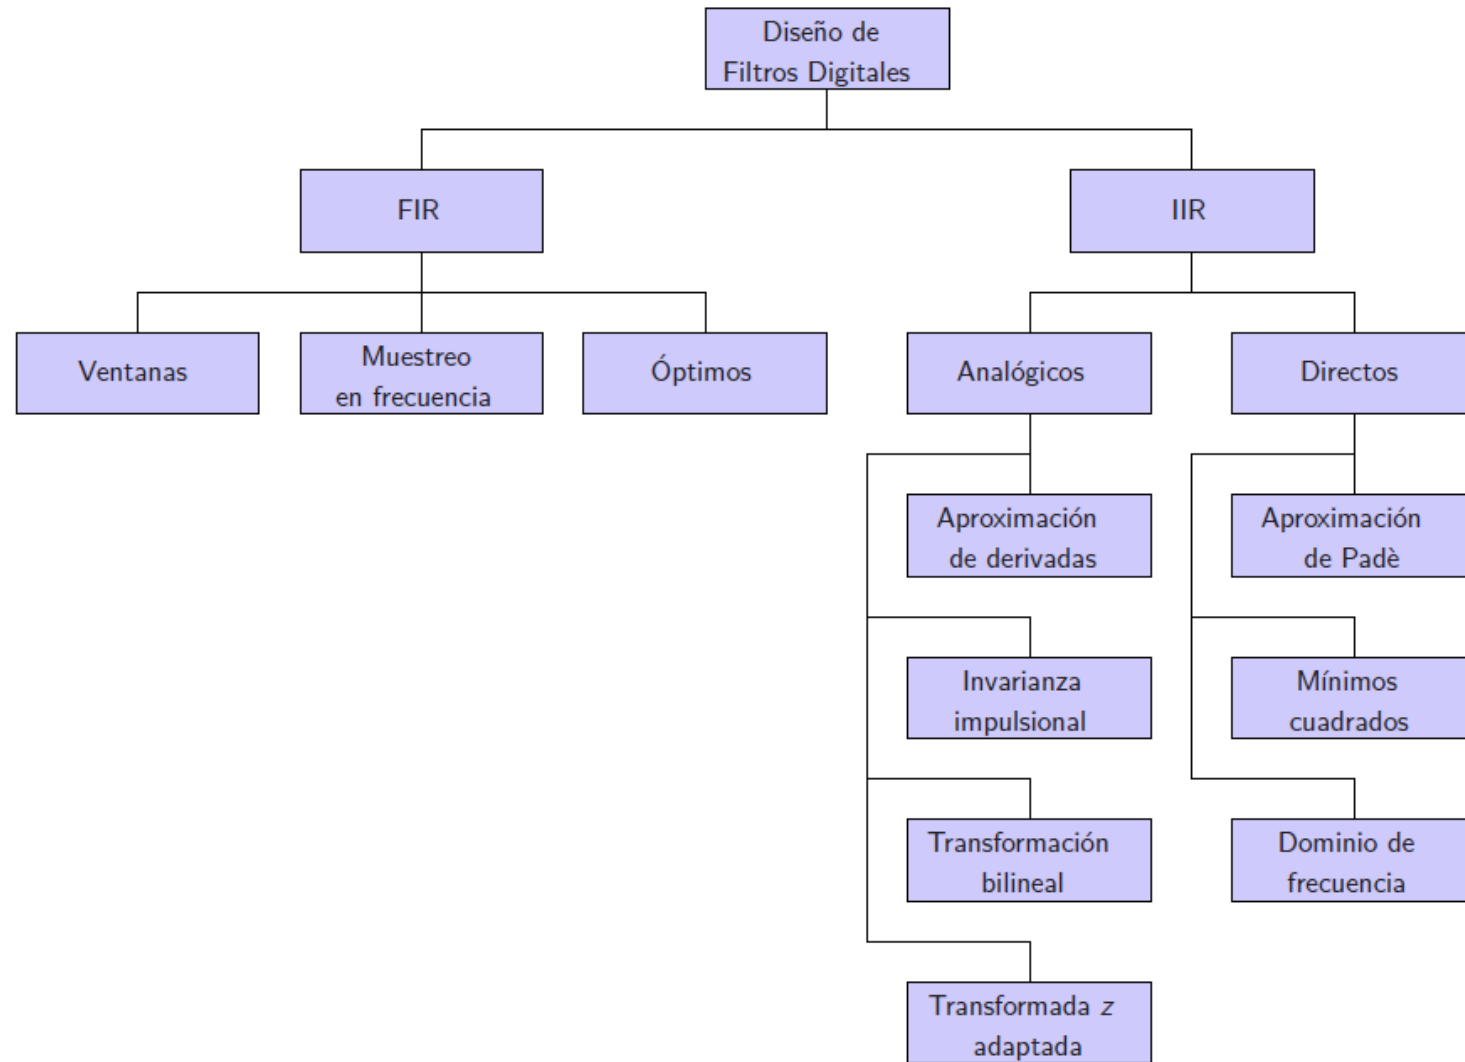 Diseño de
Filtros Digitales
FIR
IIR
Ventanas
Muestreo
en frecuencia
Óptimos
Analógicos
Directos
Aproximación
de derivadas
Aproximación
de Padè
Invarianza
impulsional
Mínimos
cuadrados
Transformación
bilineal
Dominio de
frecuencia
Transformada z
adaptada